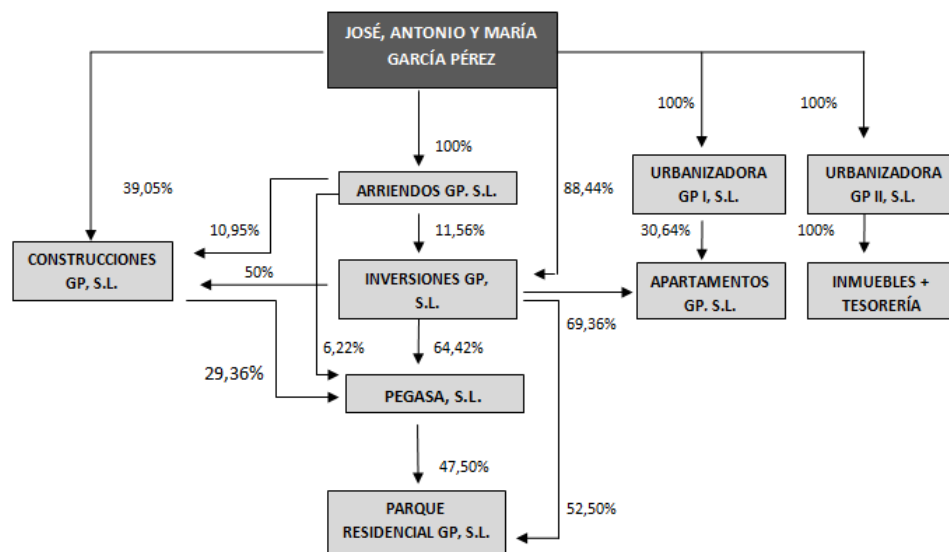 JOSÉ, ANTONIO Y MARÍA
GARCÍA PÉREZ
100%
100%
100%
39,05%
ARRIENDOS GP. S.L.
88,44%
URBANIZADORA
GP I, S.L.
URBANIZADORA
GP II, S.L.
10,95%
11,56%
30,64%
100%
CONSTRUCCIONES
GP, S.L.
50%
INVERSIONES GP,
S.L.
APARTAMENTOS
GP. S.L.
INMUEBLES +
TESORERÍA
69,36%
6,22%
64,42%
29,36%
PEGASA, S.L.
47,50%
52,50%
PARQUE
RESIDENCIAL GP, S.L.